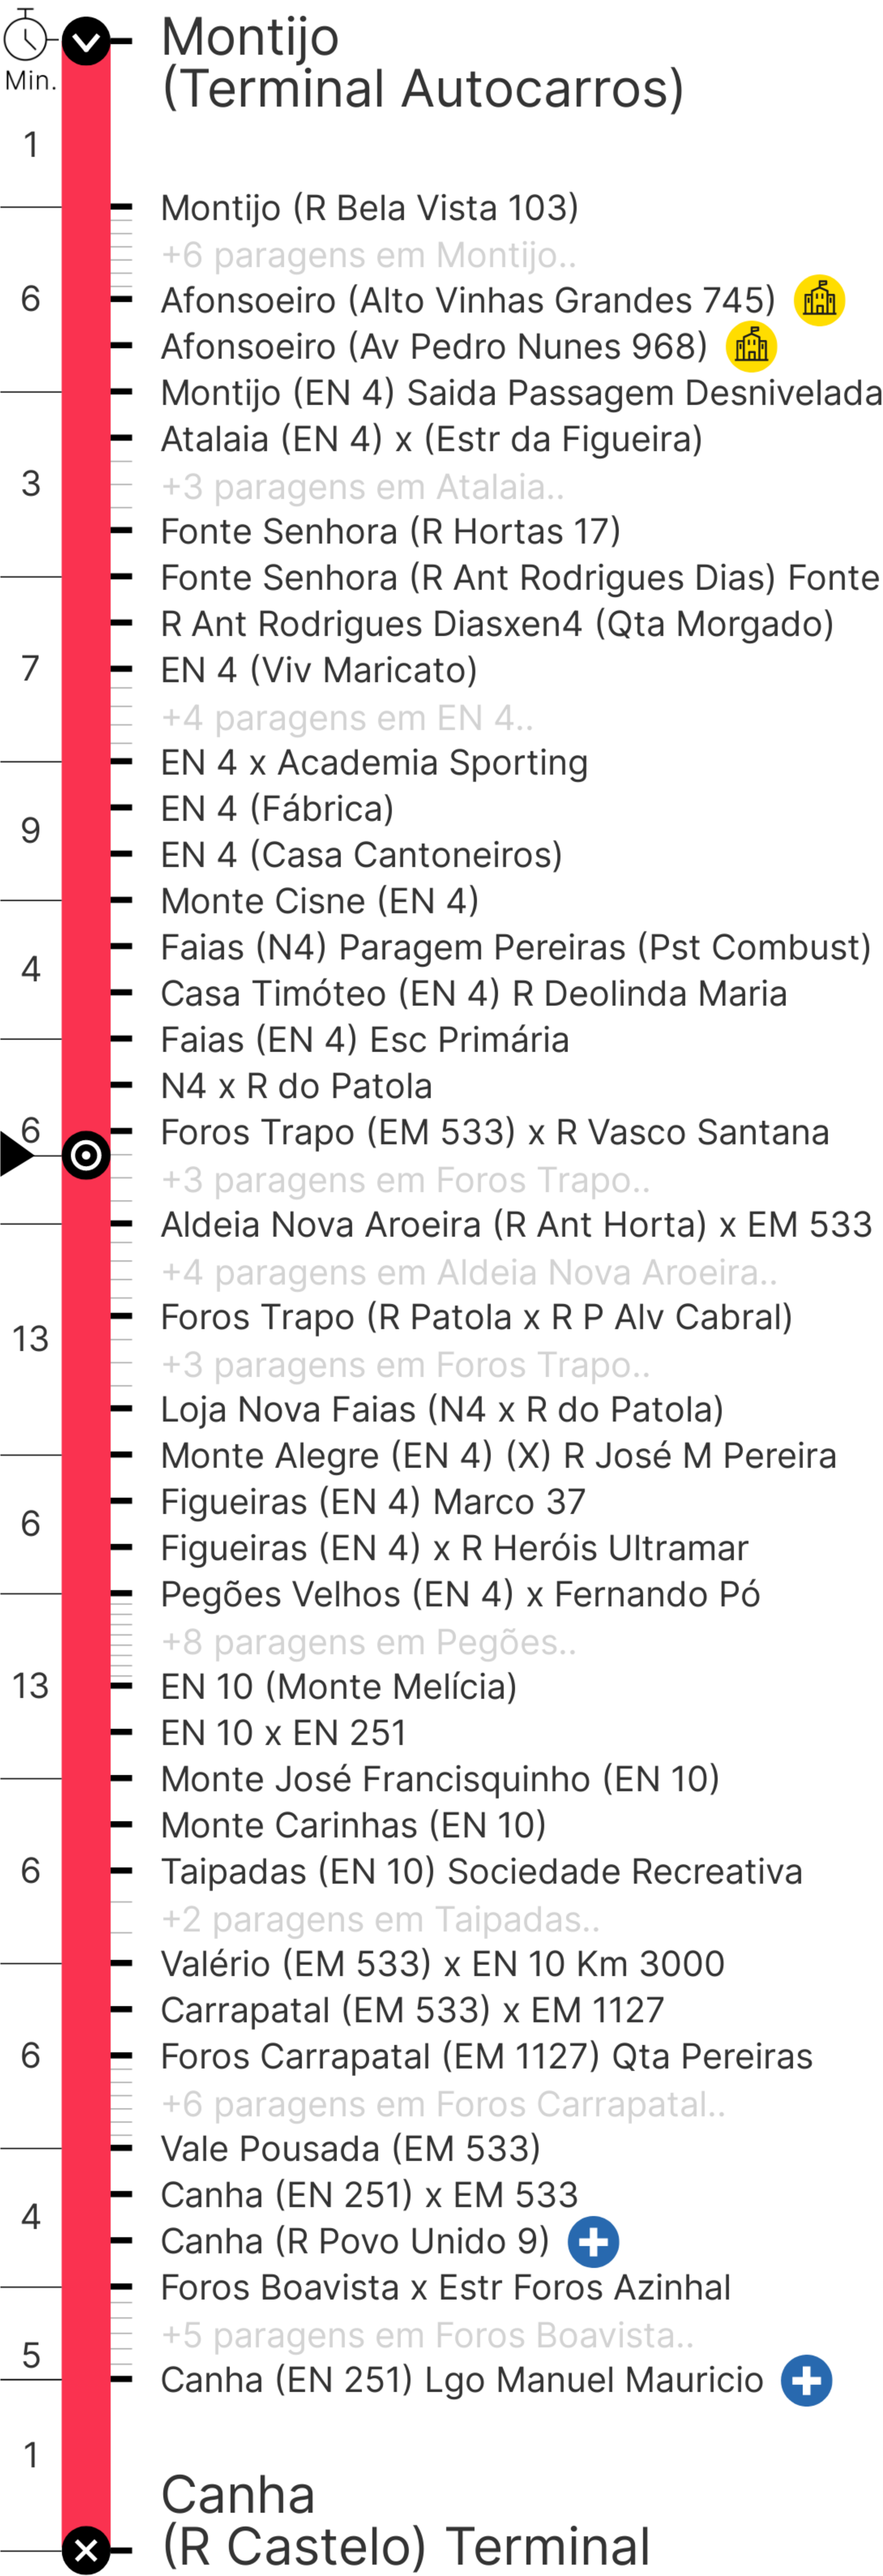 Montijo
(Terminal Autocarros)
Min.
1
Montijo (R Bela Vista 103)
+6 paragens em Montijo..
6
Afonsoeiro (Alto Vinhas Grandes 745)
Afonsoeiro (Av Pedro Nunes 968)
Montijo (EN 4) Saida Passagem Desnivelada
Atalaia (EN 4) x (Estr da Figueira)
3
+3 paragens em Atalaia..
Fonte Senhora (R Hortas 17)
Fonte Senhora (R Ant Rodrigues Dias) Fonte
R Ant Rodrigues Diasxen4 (Qta Morgado)
7
EN 4 (Viv Maricato)
+4 paragens em EN 4..
EN 4 x Academia Sporting
EN 4 (Fábrica)
9
EN 4 (Casa Cantoneiros)
Monte Cisne (EN 4)
Faias (N4) Paragem Pereiras (Pst Combust)
4
Casa Timóteo (EN 4) R Deolinda Maria
Faias (EN 4) Esc Primária
N4 x R do Patola
6
Foros Trapo (EM 533) x R Vasco Santana
+3 paragens em Foros Trapo..
Aldeia Nova Aroeira (R Ant Horta) x EM 533
+4 paragens em Aldeia Nova Aroeira..
Foros Trapo (R Patola x R P Alv Cabral)
13
+3 paragens em Foros Trapo..
Loja Nova Faias (N4 x R do Patola)
Monte Alegre (EN 4) (X) R José M Pereira
Figueiras (EN 4) Marco 37
6
Figueiras (EN 4) x R Heróis Ultramar
Pegões Velhos (EN 4) x Fernando Pó
+8 paragens em Pegões..
13
EN 10 (Monte Melícia)
EN 10 x EN 251
Monte José Francisquinho (EN 10)
Monte Carinhas (EN 10)
6
Taipadas (EN 10) Sociedade Recreativa
+2 paragens em Taipadas..
Valério (EM 533) x EN 10 Km 3000
Carrapatal (EM 533) x EM 1127
6
Foros Carrapatal (EM 1127) Qta Pereiras
+6 paragens em Foros Carrapatal..
Vale Pousada (EM 533)
Canha (EN 251) x EM 533
4
Canha (R Povo Unido 9)
Foros Boavista x Estr Foros Azinhal
+5 paragens em Foros Boavista..
5
Canha (EN 251) Lgo Manuel Mauricio
1
Canha
(R Castelo) Terminal